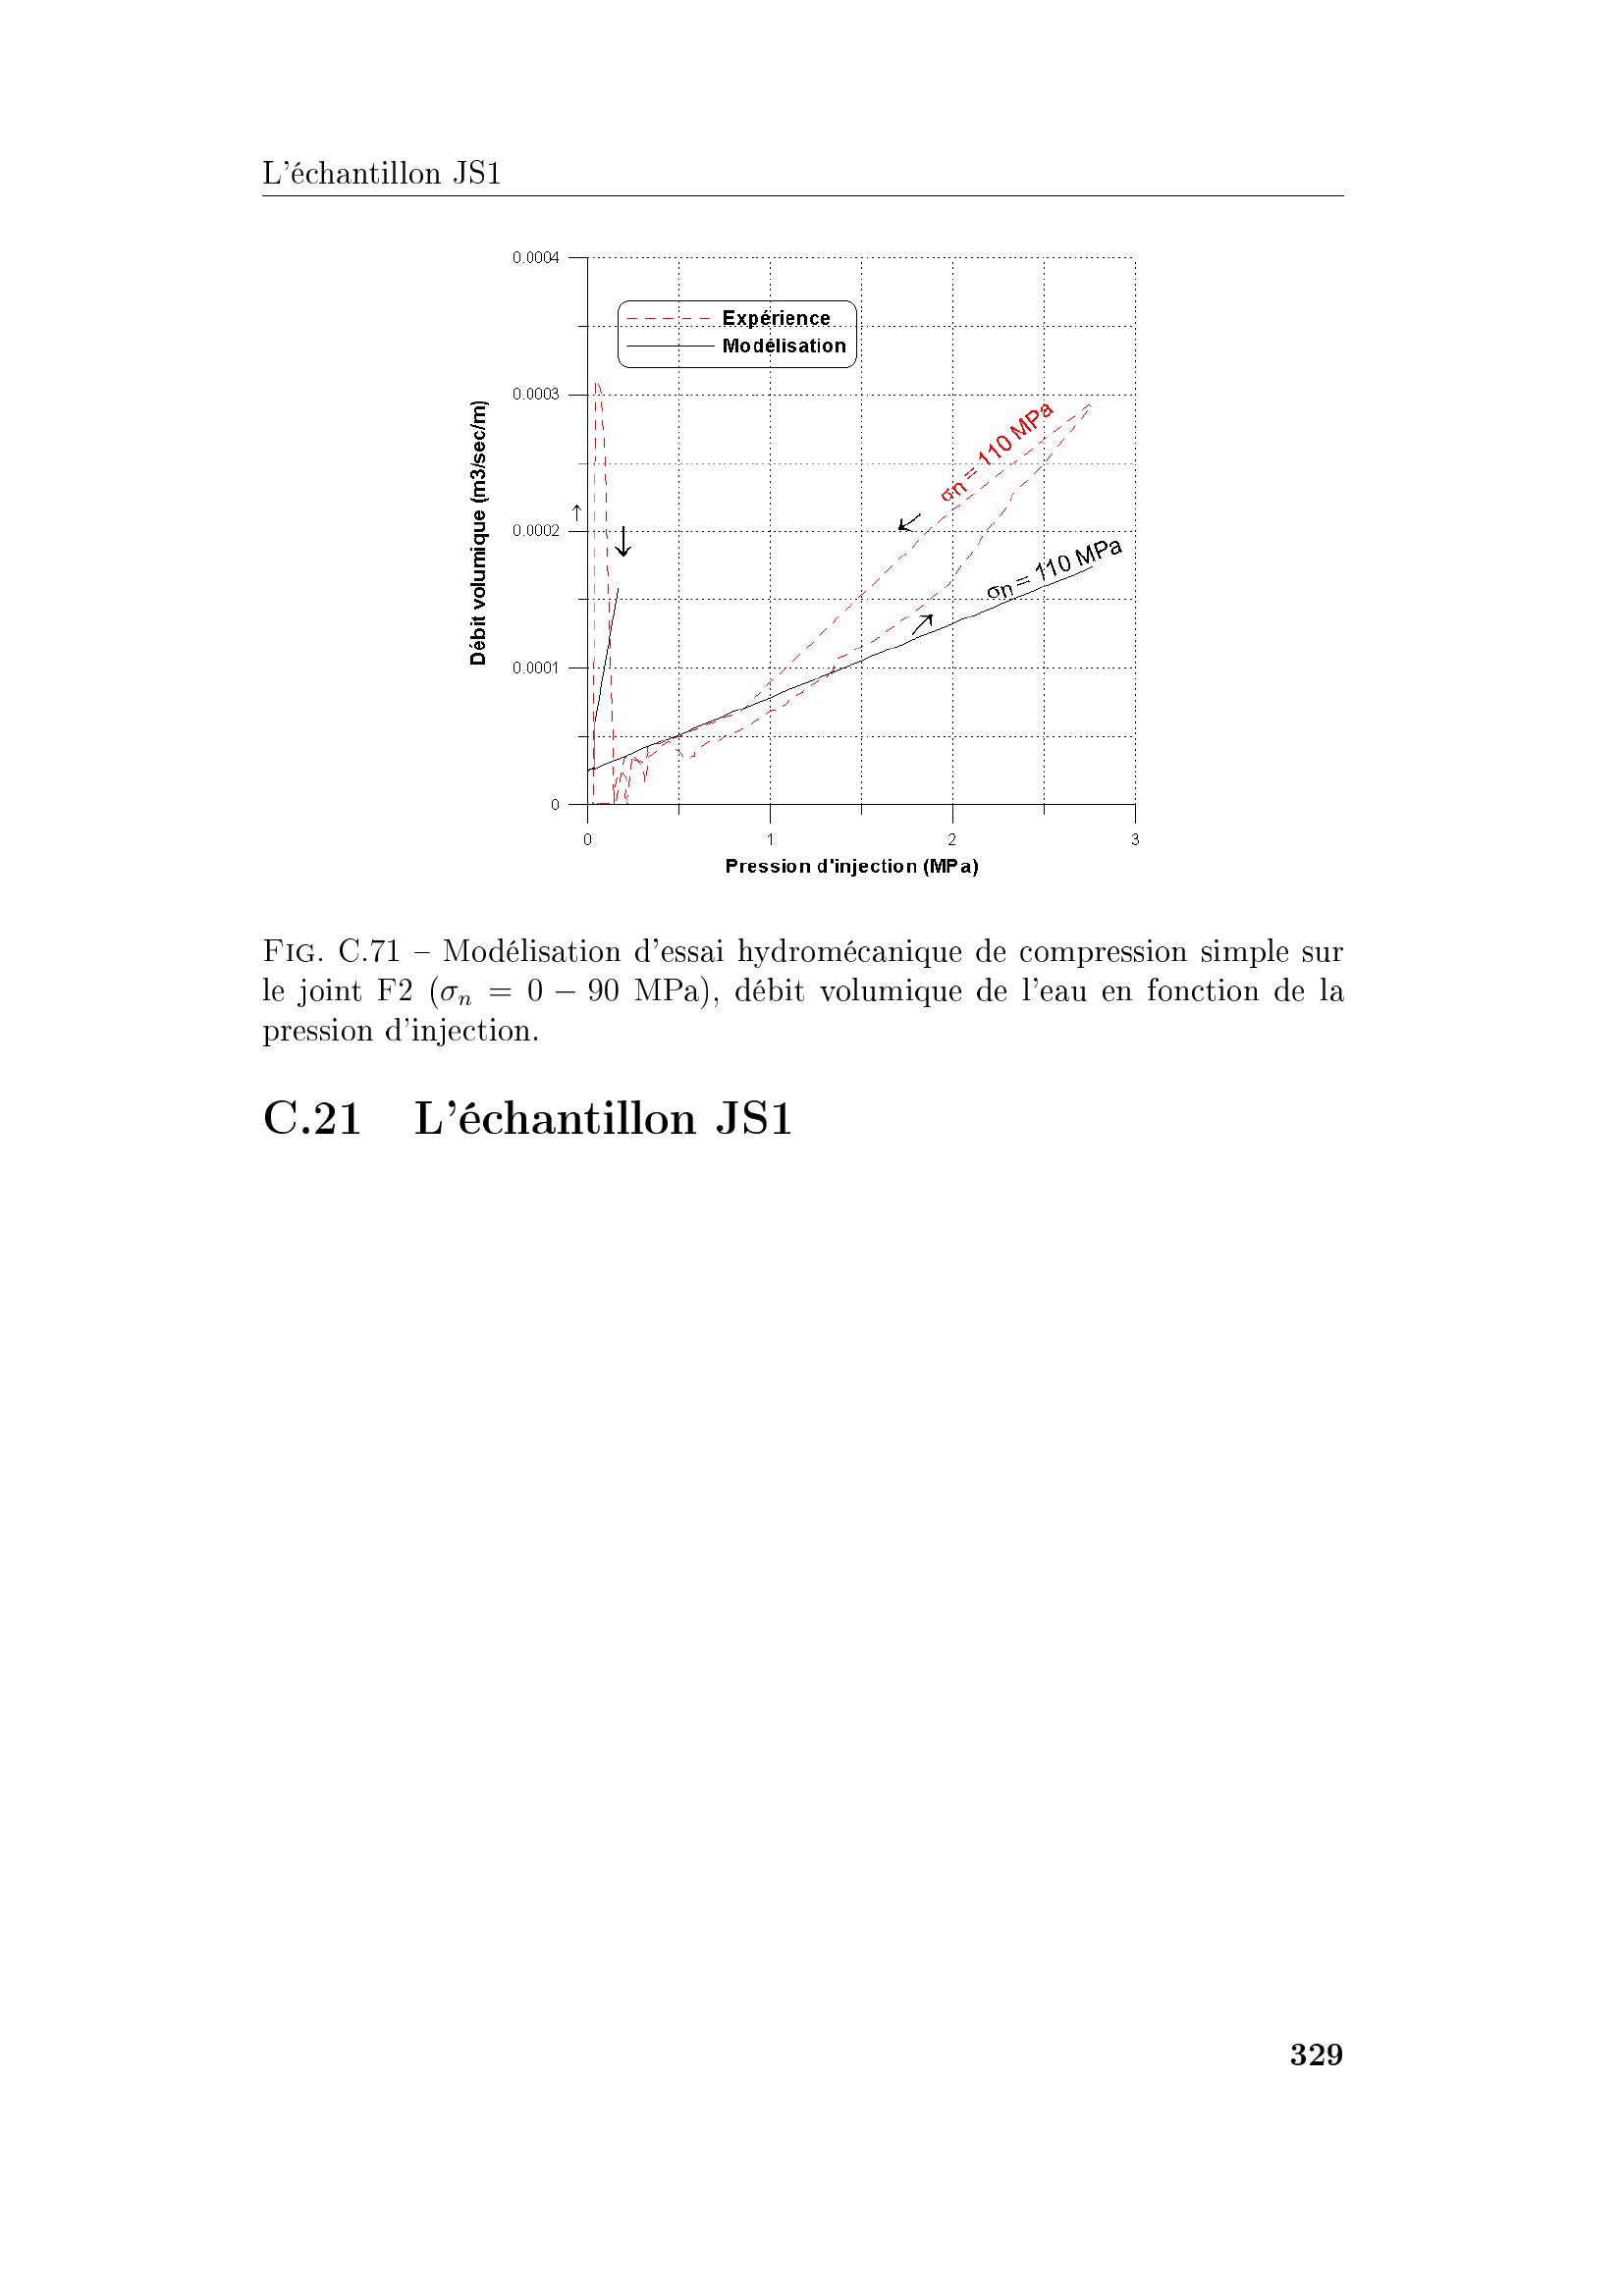 L'échantillon JS1
0.0004
Expérience
Modélisation
0.0003
σn = 110 MPa
Débit volumique (m3/sec/m)
0.0002
σn = 110 MPa
0.0001
0
0 1 2 3
Pression d'injection (MPa)
FIG. C.71 – Modélisation d'essai hydromécanique de compression simple sur
le joint F2 (σn = 0 − 90 MPa), débit volumique de l'eau en fonction de la
pression d'injection.
C.21 L'échantillon JS1
329